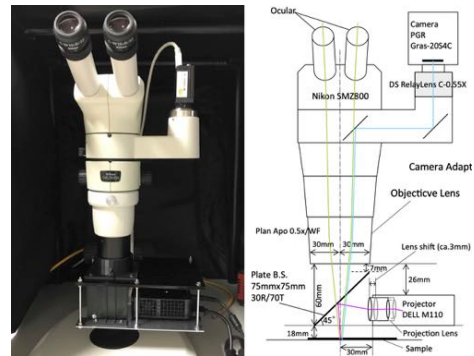 Ocular
Camera
PGR
Gras-20S4C
DS RelayLens C-0.55X
Nikon SMZ800
Camera Adapt
Objecticve Lens
Plan Apo 0.5x/WF
30mm 30mm
Lens shift (ca.3mm)
7mm
Plate B.S.
75mmx75mm
30R/70T
60mm
26mm
45°
Projector
DELL M110
18mm
Projection Lens
30mm
Sample